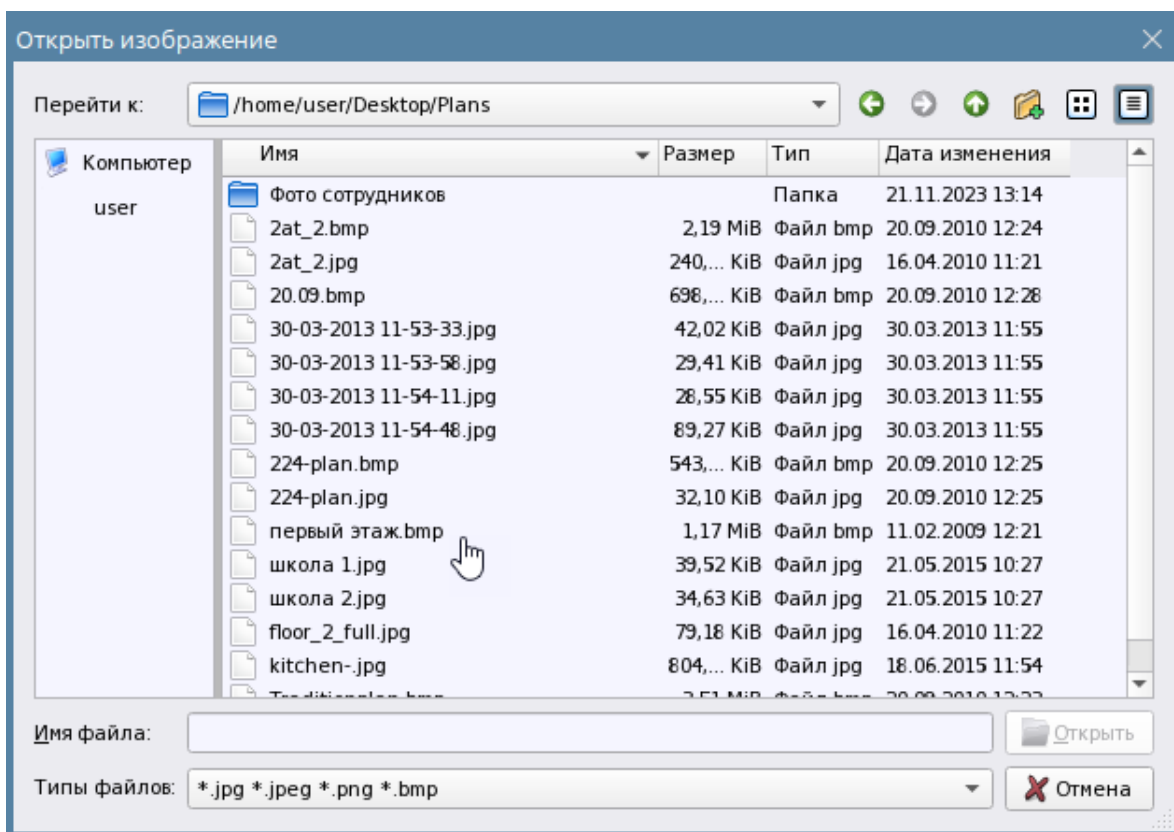 Открыть изображение
Перейти к: /home/user/Desktop/Plans
Компьютер
user
Имя Размер Тип Дата изменения
Фото сотрудников Папка 21.11.2023 13:14
2at_2.bmp 2,19 MiB Файл bmp 20.09.2010 12:24
2at_2.jpg 240,... KiB Файл jpg 16.04.2010 11:21
20.09.bmp 698,... KiB Файл bmp 20.09.2010 12:28
30-03-2013 11-53-33.jpg 42,02 KiB Файл jpg 30.03.2013 11:55
30-03-2013 11-53-58.jpg 29,41 KiB Файл jpg 30.03.2013 11:55
30-03-2013 11-54-11.jpg 28,55 KiB Файл jpg 30.03.2013 11:55
30-03-2013 11-54-48.jpg 89,27 KiB Файл jpg 30.03.2013 11:55
224-plan.bmp 543,... KiB Файл bmp 20.09.2010 12:25
224-plan.jpg 32,10 KiB Файл jpg 20.09.2010 12:25
первый этаж.bmp 1,17 MiB Файл bmp 11.02.2009 12:21
школа 1.jpg 39,52 KiB Файл jpg 21.05.2015 10:27
школа 2.jpg 34,63 KiB Файл jpg 21.05.2015 10:27
floor_2_full.jpg 79,18 KiB Файл jpg 16.04.2010 11:22
kitchen-.jpg 804,... KiB Файл jpg 18.06.2015 11:54
Имя файла: Открыть
Типы файлов: *.jpg *.jpeg *.png *.bmp Отмена